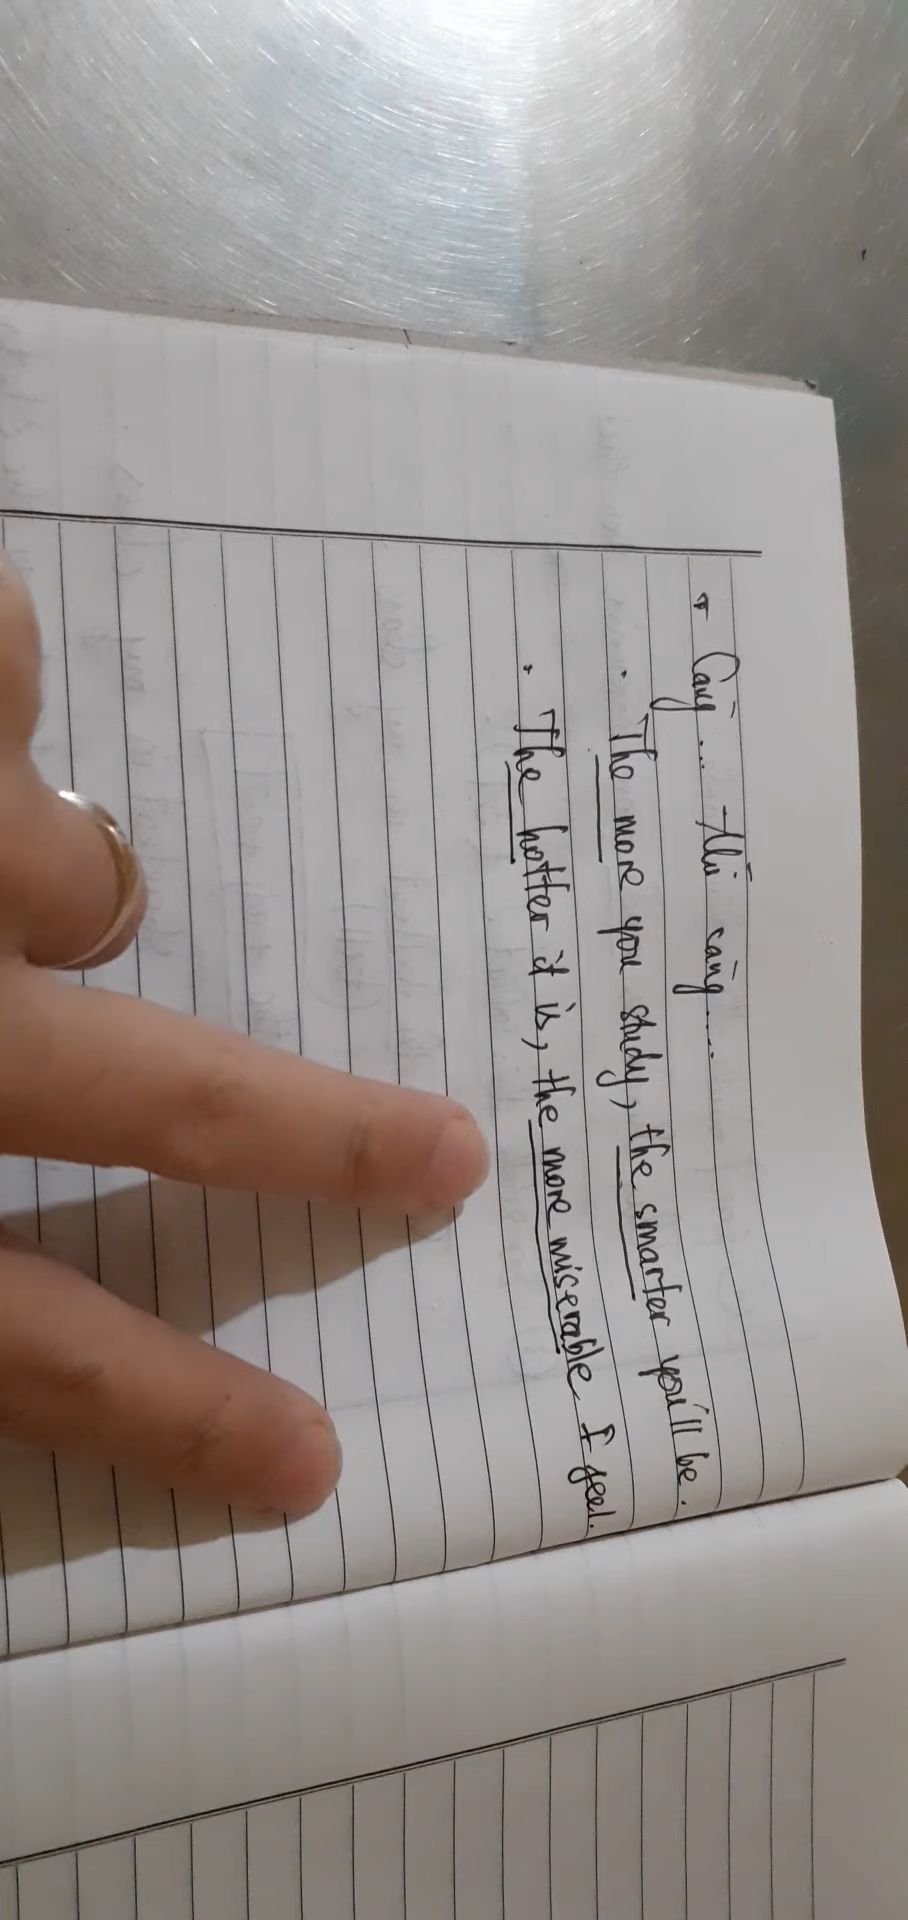 * Càng ... thì càng ....
• The more you study, the smarter you'll be.
• The hotter it is, the more miserable I feel.